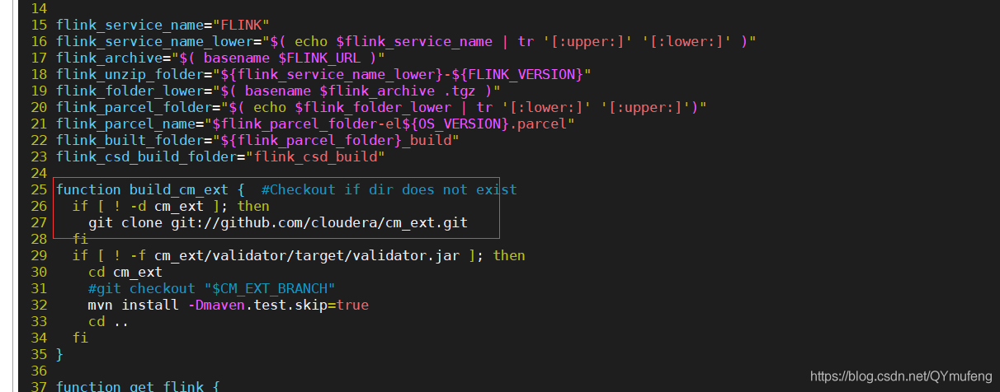 14
15 flink_service_name="FLINK"
16 flink_service_name_lower="$( echo $flink_service_name | tr '[:upper:]' '[:lower:]' )"
17 flink_archive="$( basename $FLINK_URL )"
18 flink_unzip_folder="${flink_service_name_lower}-${FLINK_VERSION}"
19 flink_folder_lower="$( basename $flink_archive .tgz )"
20 flink_parcel_folder="$( echo $flink_folder_lower | tr '[:lower:]' '[:upper:]')"
21 flink_parcel_name="$flink_parcel_folder-el${OS_VERSION}.parcel"
22 flink_built_folder="${flink_parcel_folder}_build"
23 flink_csd_build_folder="flink_csd_build"
24
25 function build_cm_ext {  #Checkout if dir does not exist
26   if [ ! -d cm_ext ]; then
27     git clone git://github.com/cloudera/cm_ext.git
28   fi
29   if [ ! -f cm_ext/validator/target/validator.jar ]; then
30     cd cm_ext
31     #git checkout "$CM_EXT_BRANCH"
32     mvn install -Dmaven.test.skip=true
33     cd ..
34   fi
35 }
36
37 function get_flink {
https://blog.csdn.net/QYmufeng